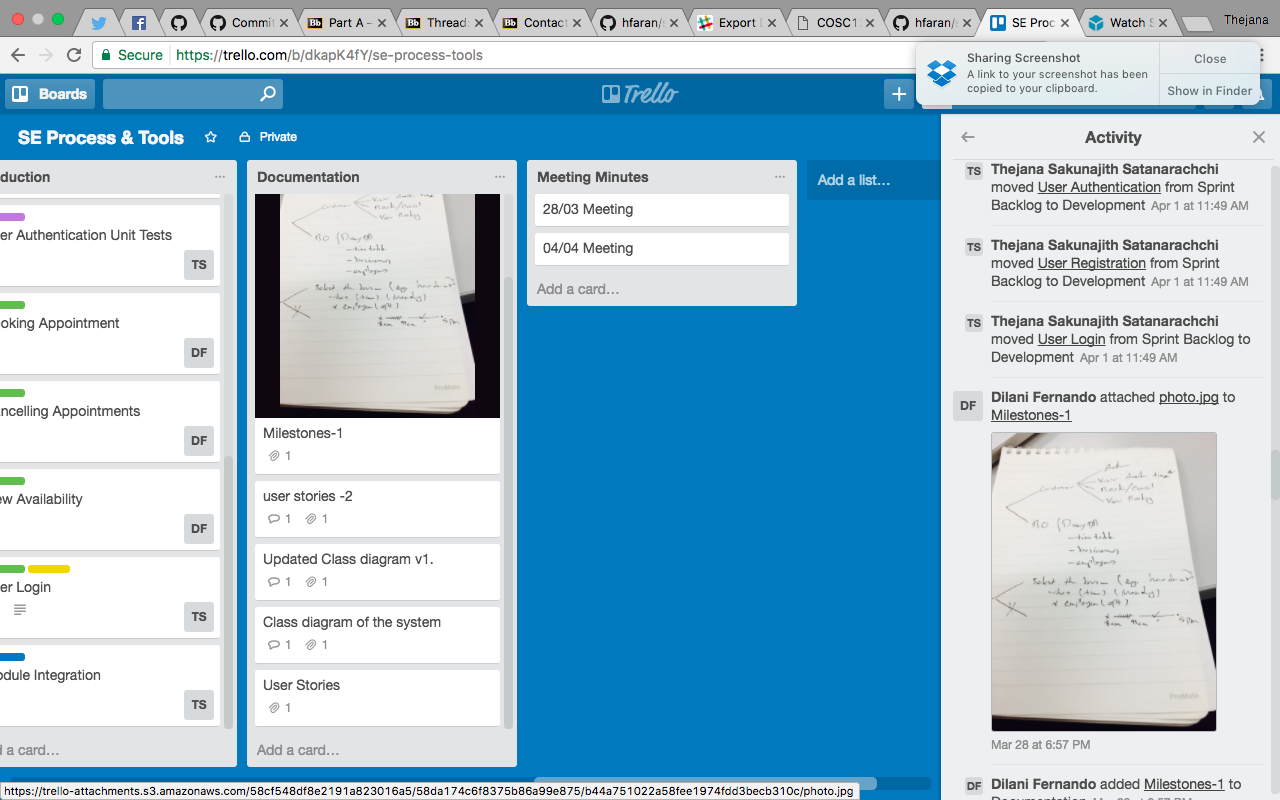 Commit
Part A –
Thread:
Contact
hfaran/s
Export D
COSC1
hfaran/s
SE Proc
Watch S
Thejana
Secure
https://trello.com/b/dkapK4fY/se-process-tools
Sharing Screenshot
A link to your screenshot has been
copied to your clipboard.
Close
Show in Finder
Boards
Trello
SE Process & Tools
Private
duction
er Authentication Unit Tests
TS
oking Appointment
DF
ncelling Appointments
DF
ew Availability
DF
er Login
TS
odule Integration
TS
d a card…
Documentation
ProMate
Milestones-1
1
user stories -2
1 1
Updated Class diagram v1.
1 1
Class diagram of the system
1 1
User Stories
1
Add a card…
Meeting Minutes
28/03 Meeting
04/04 Meeting
Add a card…
Add a list…
Activity
TS
Thejana Sakunajith Satanarachchi
moved User Authentication from Sprint
Backlog to Development Apr 1 at 11:49 AM
TS
Thejana Sakunajith Satanarachchi
moved User Registration from Sprint
Backlog to Development Apr 1 at 11:49 AM
TS
Thejana Sakunajith Satanarachchi
moved User Login from Sprint Backlog to
Development Apr 1 at 11:49 AM
DF
Dilani Fernando attached photo.jpg to
Milestones-1
ProMate
Mar 28 at 6:57 PM
DF
Dilani Fernando added Milestones-1 to
https://trello-attachments.s3.amazonaws.com/58cf548df8e2191a823016a5/58da174c6f8375b86a99e875/b44a751022a58fee1974fdd3becb310c/photo.jpg